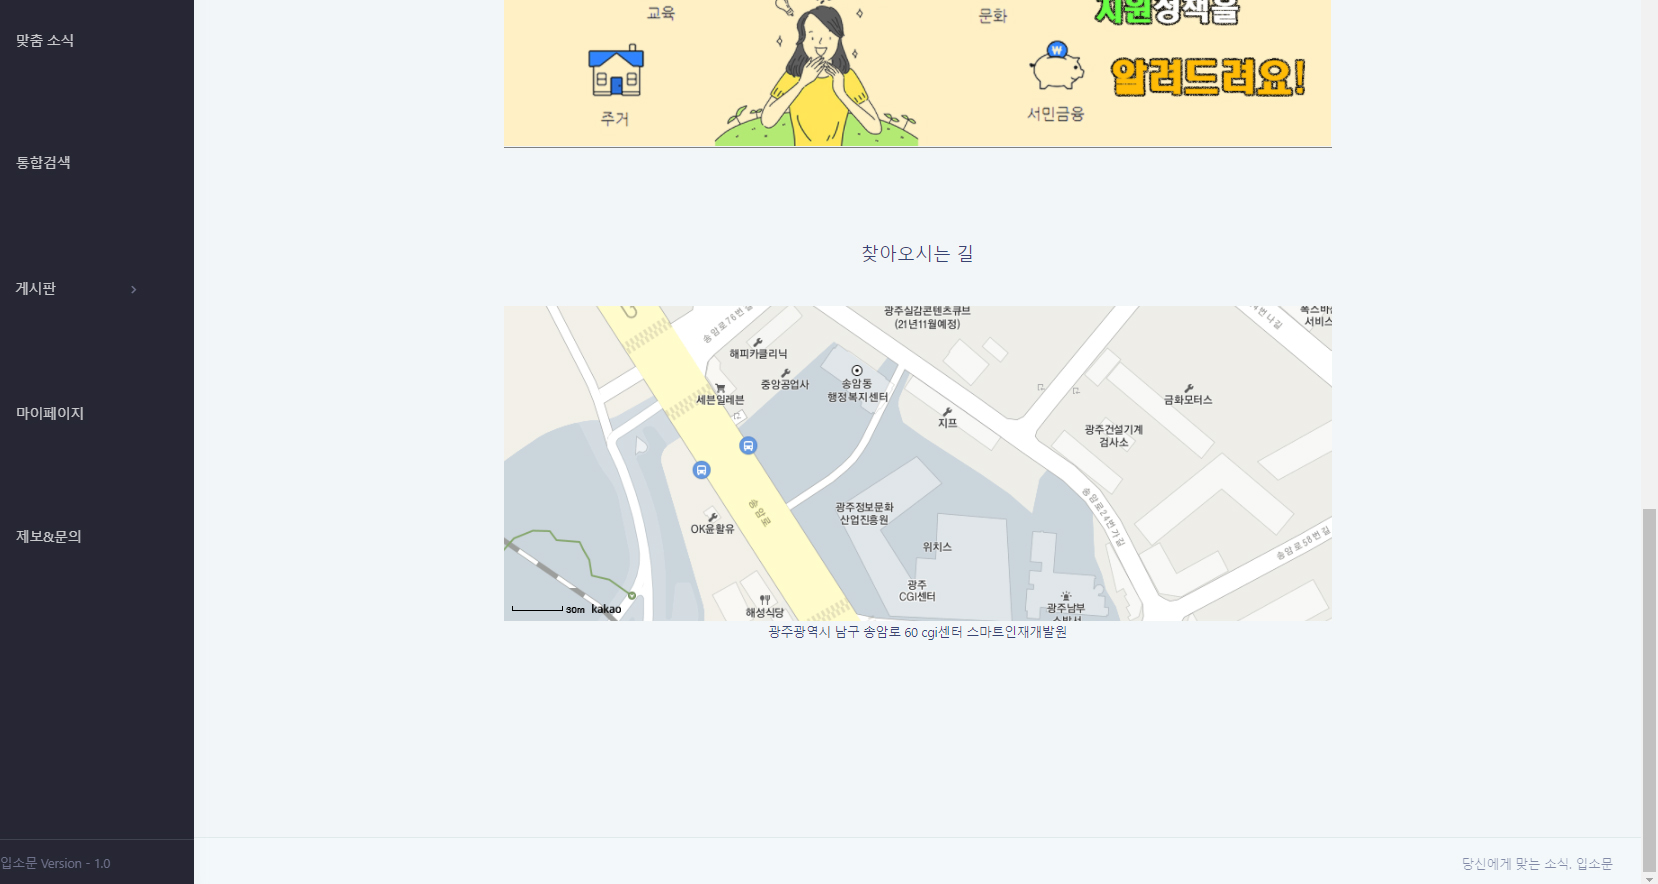 맞춤 소식
통합검색
게시판
마이페이지
제보&문의
입소문 Version - 1.0
교육
문화
지원정책을
알려드려요!
주거
서민금융
찾아오시는 길
광주실감콘텐츠큐브
(21년11월예정)
서비스
송암로76번길
해피카클리닉
중앙공업사
송암동
행정복지센터
세븐일레븐
금화모터스
지프
광주건설기계
검사소
광주정보문화
산업진흥원
송암로
OK윤활유
송암로24번가길
위치스
송암로58번길
광주
CGI센터
해성식당
광주남부
소방서
30m kakao
광주광역시 남구 송암로 60 cgi센터 스마트인재개발원
당신에게 맞는 소식, 입소문